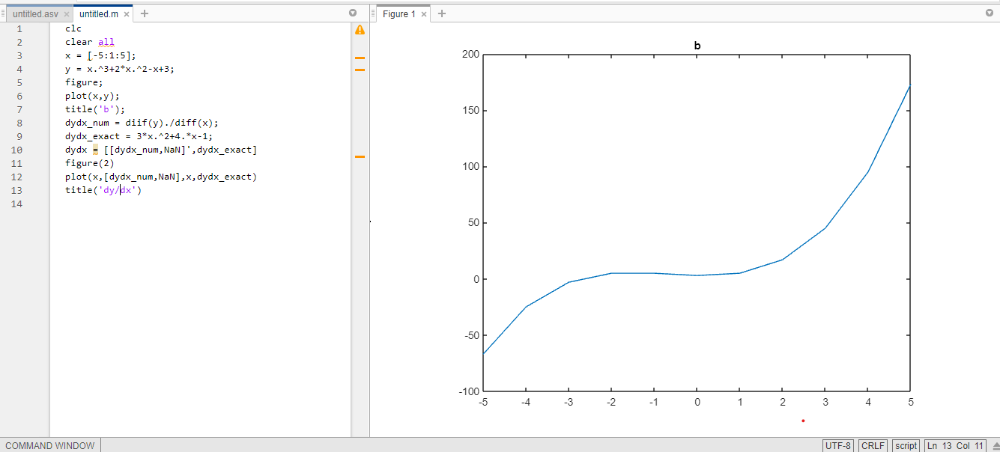 untitled.asv × untitled.m × +
1 clc
2 clear all
3 x = [-5:1:5];
4 y = x.^3+2*x.^2-x+3;
5 figure;
6 plot(x,y);
7 title('b');
8 dydx_num = diif(y)./diff(x);
9 dydx_exact = 3*x.^2+4.*x-1;
10 dydx = [[dydx_num,NaN]',dydx_exact]
11 figure(2)
12 plot(x,[dydx_num,NaN],x,dydx_exact)
13 title('dy/dx')
14
Figure 1 × +
b
200
150
100
50
0
-50
-100
-5 -4 -3 -2 -1 0 1 2 3 4 5
COMMAND WINDOW
UTF-8 CRLF script Ln 13 Col 11